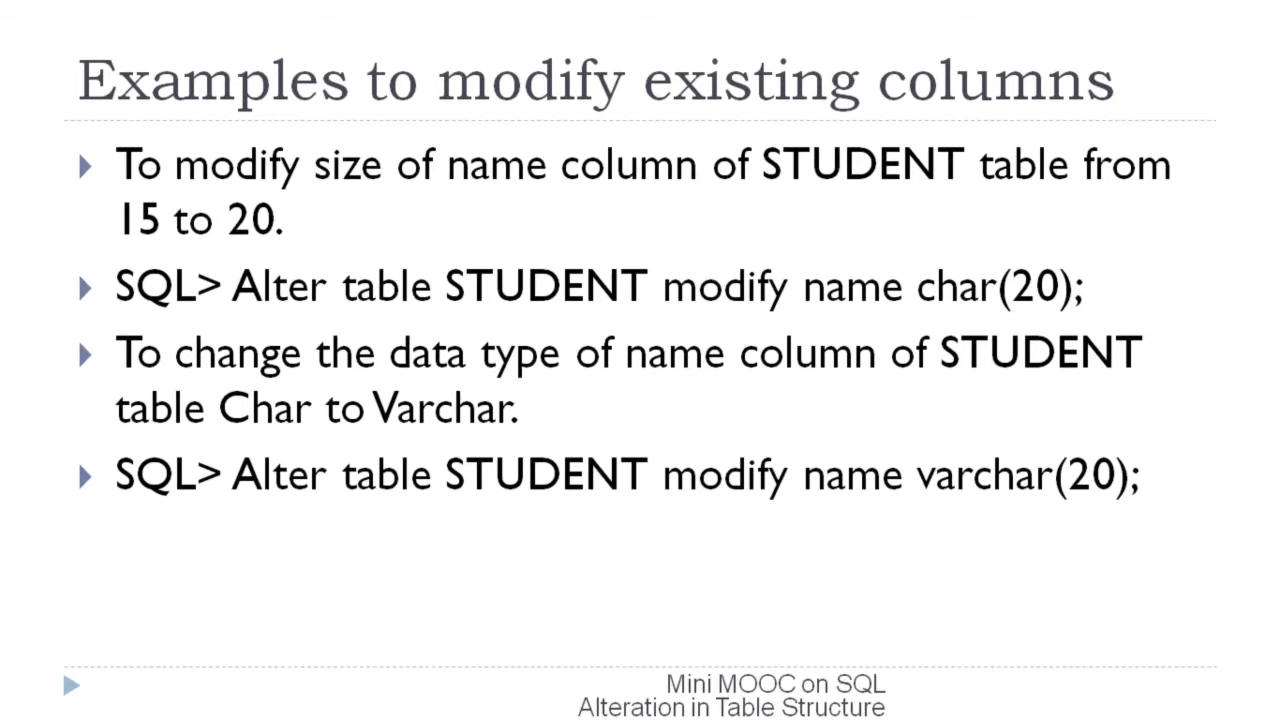 Examples to modify existing columns
To modify size of name column of STUDENT table from
15 to 20.
SQL> Alter table STUDENT modify name char(20);
To change the data type of name column of STUDENT
table Char to Varchar.
SQL> Alter table STUDENT modify name varchar(20);
Mini MOOC on SQL
Alteration in Table Structure